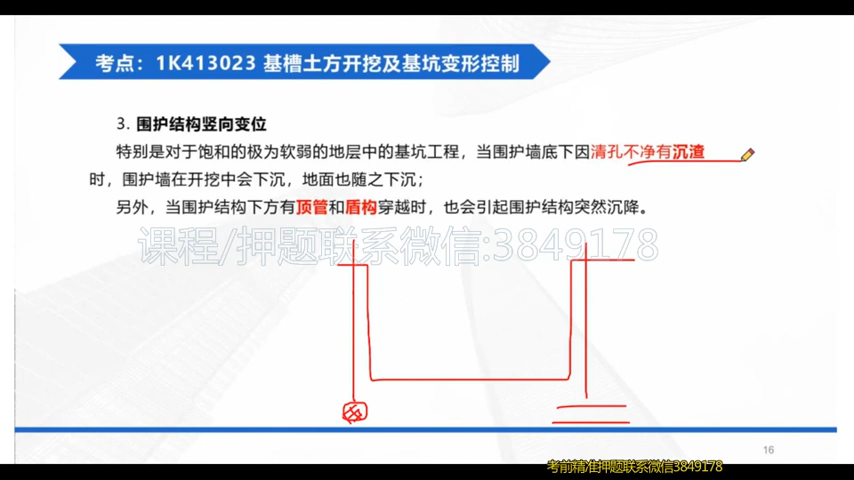 考点：1K413023 基槽土方开挖及基坑变形控制
3. 围护结构竖向变位
特别是对于饱和的极为软弱的地层中的基坑工程，当围护墙底下因清孔不净有沉渣
时，围护墙在开挖中会下沉，地面也随之下沉；
另外，当围护结构下方有顶管和盾构穿越时，也会引起围护结构突然沉降。
课程/押题联系微信:3849178
16
考前精准押题联系微信3849178